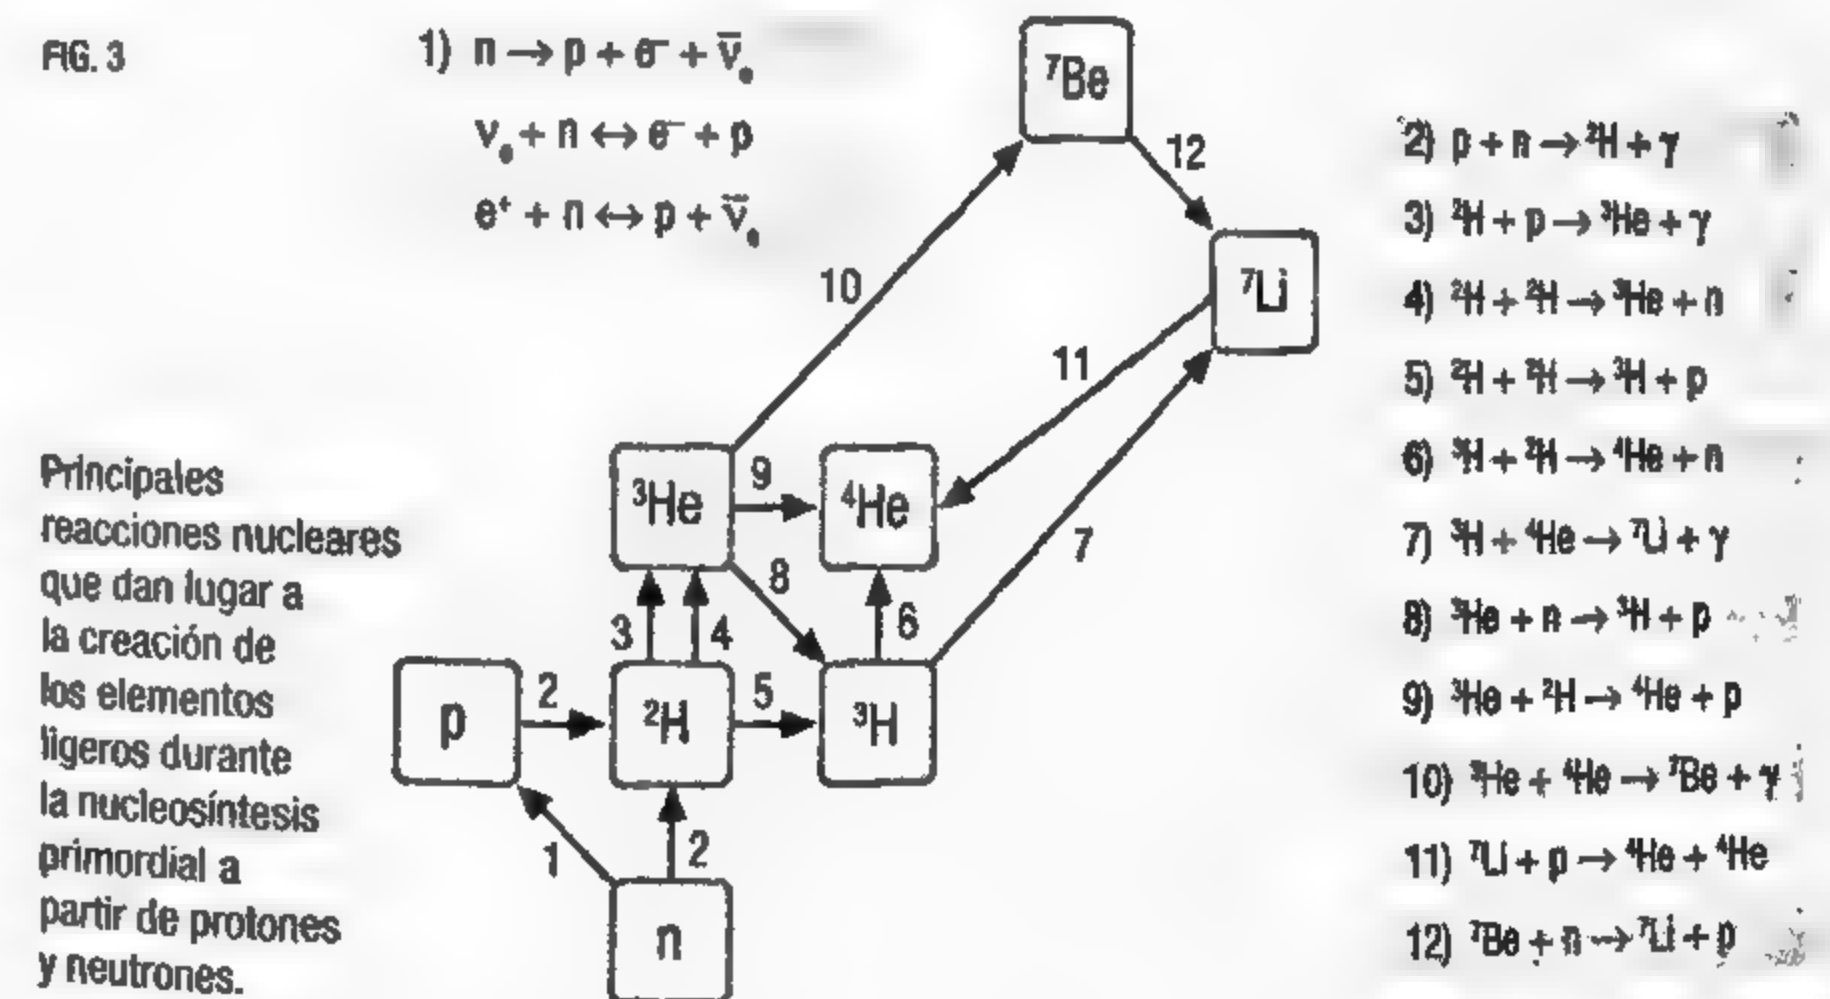 FIG. 3
1) n → p + e⁻ + ν̄ₑ
νₑ + n ↔ e⁻ + p
e⁺ + n ↔ p + ν̄ₑ
⁷Be
12
10
⁷Li
11
³He
9
⁴He
7
8
3
4
6
p
2
²H
5
³H
1
2
n
2) p + n → ²H + γ
3) ²H + p → ³He + γ
4) ²H + ²H → ³He + n
5) ²H + ²H → ³H + p
6) ³H + ²H → ⁴He + n
7) ³H + ⁴He → ⁷Li + γ
8) ³He + n → ³H + p
9) ³He + ²H → ⁴He + p
10) ³He + ⁴He → ⁷Be + γ
11) ⁷Li + p → ⁴He + ⁴He
12) ⁷Be + n → ⁷Li + p
Principales
reacciones nucleares
que dan lugar a
la creación de
los elementos
ligeros durante
la nucleosíntesis
primordial a
partir de protones
y neutrones.